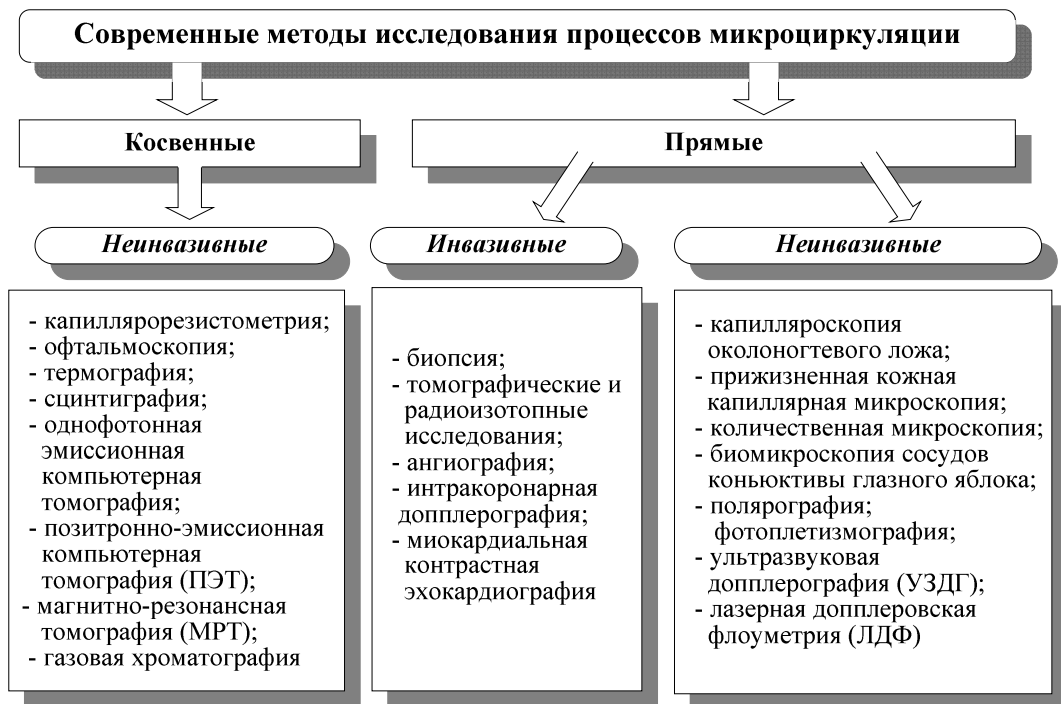 Современные методы исследования процессов микроциркуляции
Косвенные
Прямые
Неинвазивные
Инвазивные
Неинвазивные
- капилляорезистометрия;
- офтальмоскопия;
- термография;
- сцинтиграфия;
- однофотонная
эмиссионная
компьютерная
томография;
- позитронно-эмиссионная
компьютерная
томография (ПЭТ);
- магнитно-резонансная
томография (МРТ);
- газовая хроматография
- биопсия;
- томографические и
радиоизотопные
исследования;
- ангиография;
- интракоронарная
допплерография;
- миокардиальная
контрастная
эхокардиография
- капилляроскопия
околоногтевого ложа;
- прижизненная кожная
капиллярная микроскопия;
- количественная микроскопия;
- биомикроскопия сосудов
коньюктивы глазного яблока;
- полярография;
фотоплетизмография;
- ультразвуковая
допплерография (УЗДГ);
- лазерная допплеровская
флоуметрия (ЛДФ)